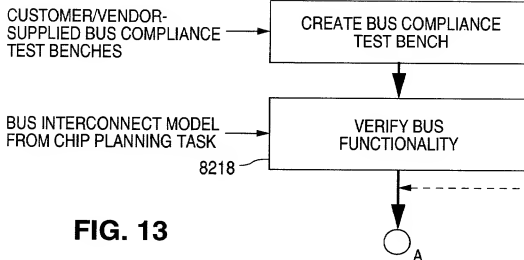 CUSTOMER/VENDOR-
SUPPLIED BUS COMPLIANCE
TEST BENCHES
CREATE BUS COMPLIANCE
TEST BENCH
BUS INTERCONNECT MODEL
FROM CHIP PLANNING TASK
8218
VERIFY BUS
FUNCTIONALITY
FIG. 13
A